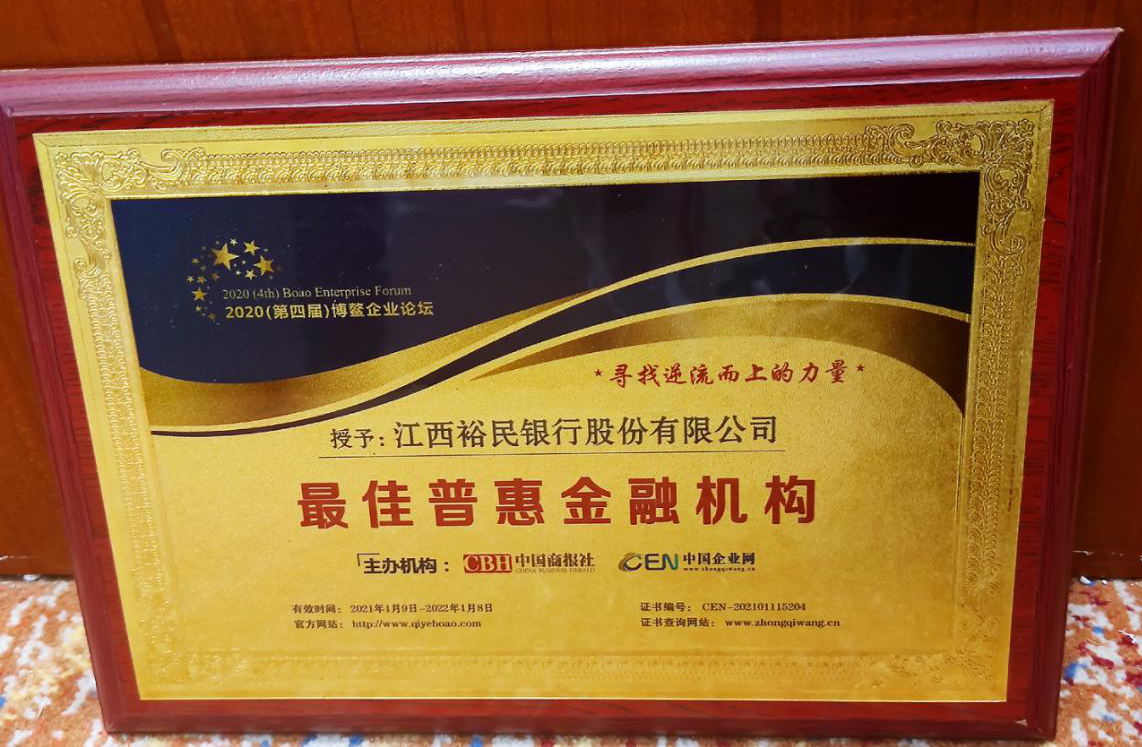 2020 (4th) Boao Enterprise Forum
2020(第四届)博鳌企业论坛
★寻找逆流而上的力量★
授予:江西裕民银行股份有限公司
最佳普惠金融机构
「主办机构: CBH 中国商报社 CHINA BUSINESS HERALD CEN 中国企业网 www.zhongqiwang.cn
有效时间: 2021年1月9日-2022年1月8日 证书编号: CEN-202101115204
官方网站: http://www.qiyeboao.com 证书查询网站: www.zhongqiwang.cn